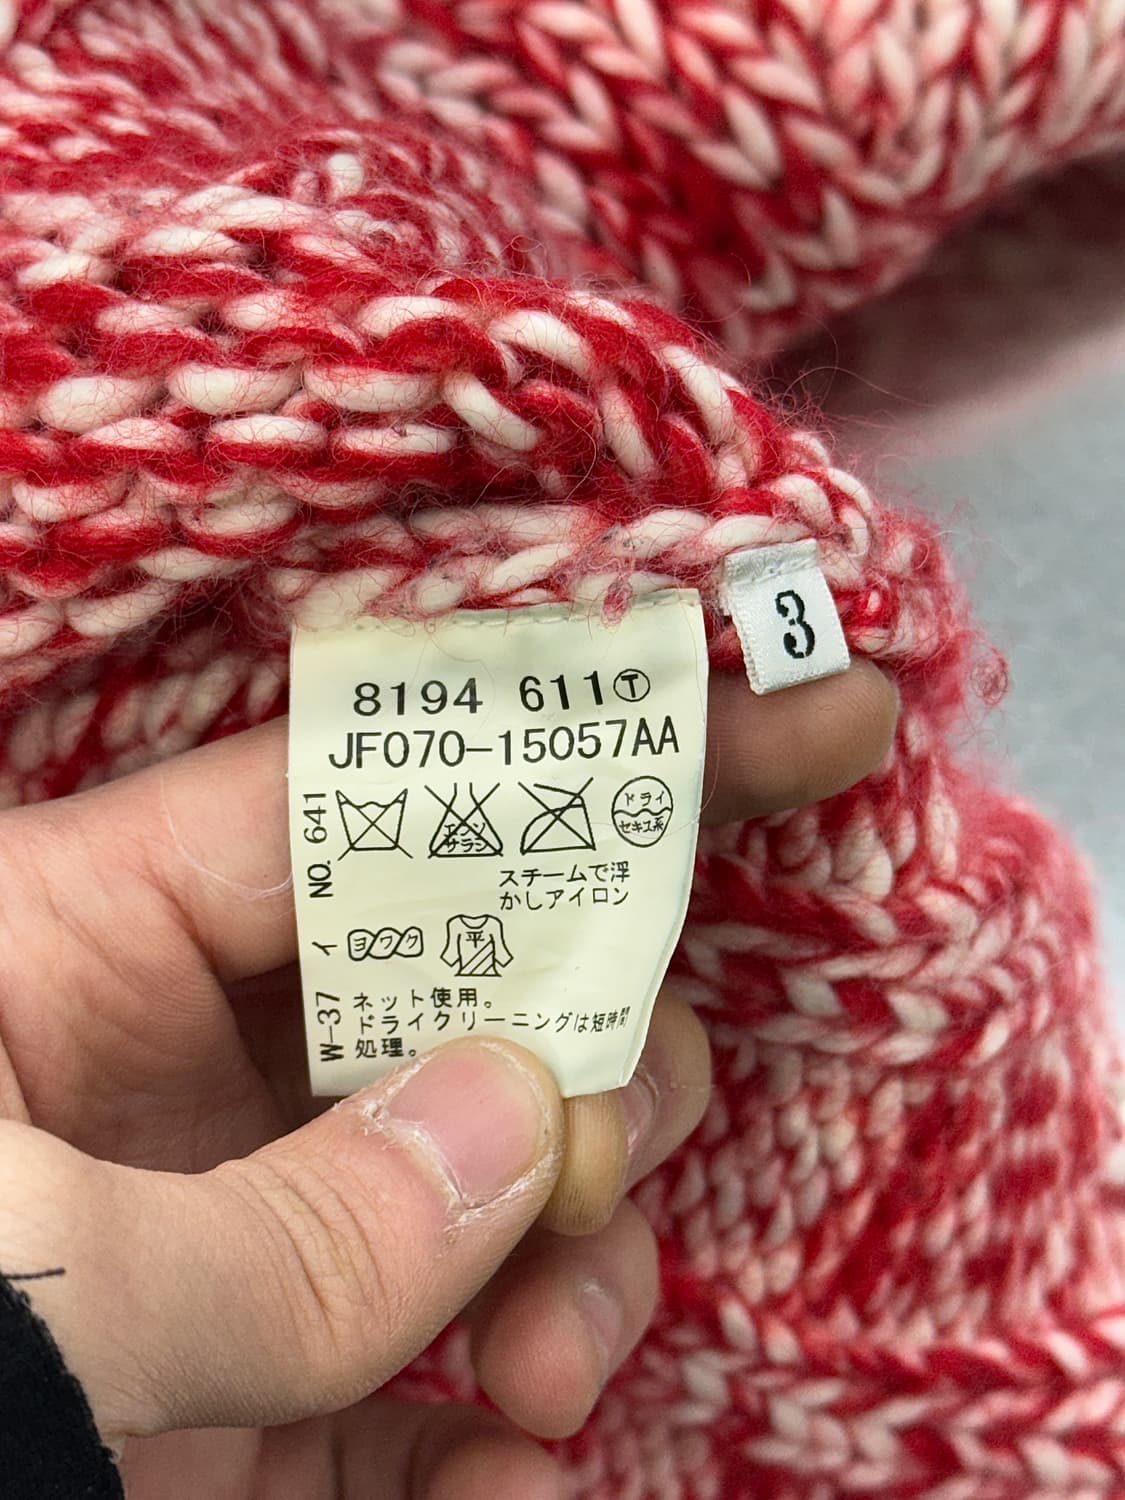 3
8194 611Ⓣ
JF070-15057AA
NO. 641
エンソ
サラシ
ドライ
セキユ系
スチームで浮
かしアイロン
イ
ヨワク
平
W-37
ネット使用。
ドライクリーニングは短時間
処理。